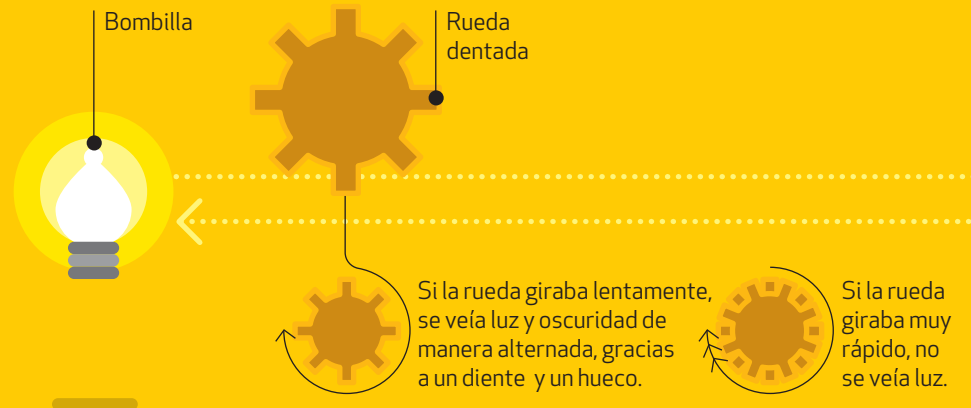 Bombilla
Rueda
dentada
Si la rueda giraba lentamente,
se veía luz y oscuridad de
manera alternada, gracias
a un diente y un hueco.
Si la rueda
giraba muy
rápido, no
se veía luz.